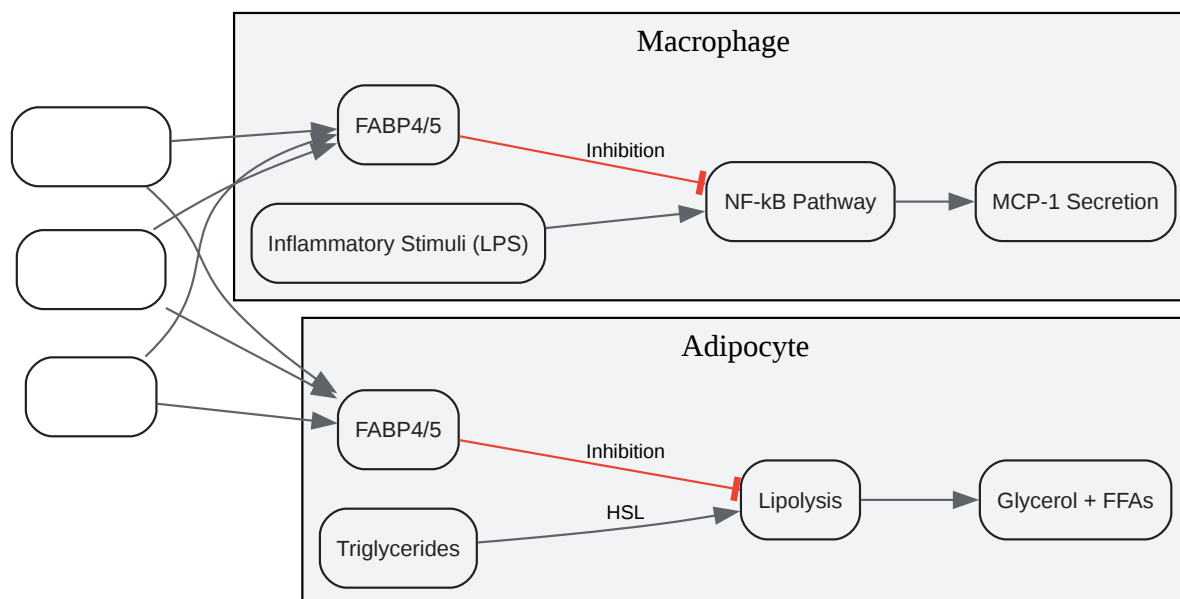 Macrophage
FABP4/5
Inhibition
NF-kB Pathway
MCP-1 Secretion
Inflammatory Stimuli (LPS)
Adipocyte
FABP4/5
Inhibition
Lipolysis
Glycerol + FFAs
HSL
Triglycerides